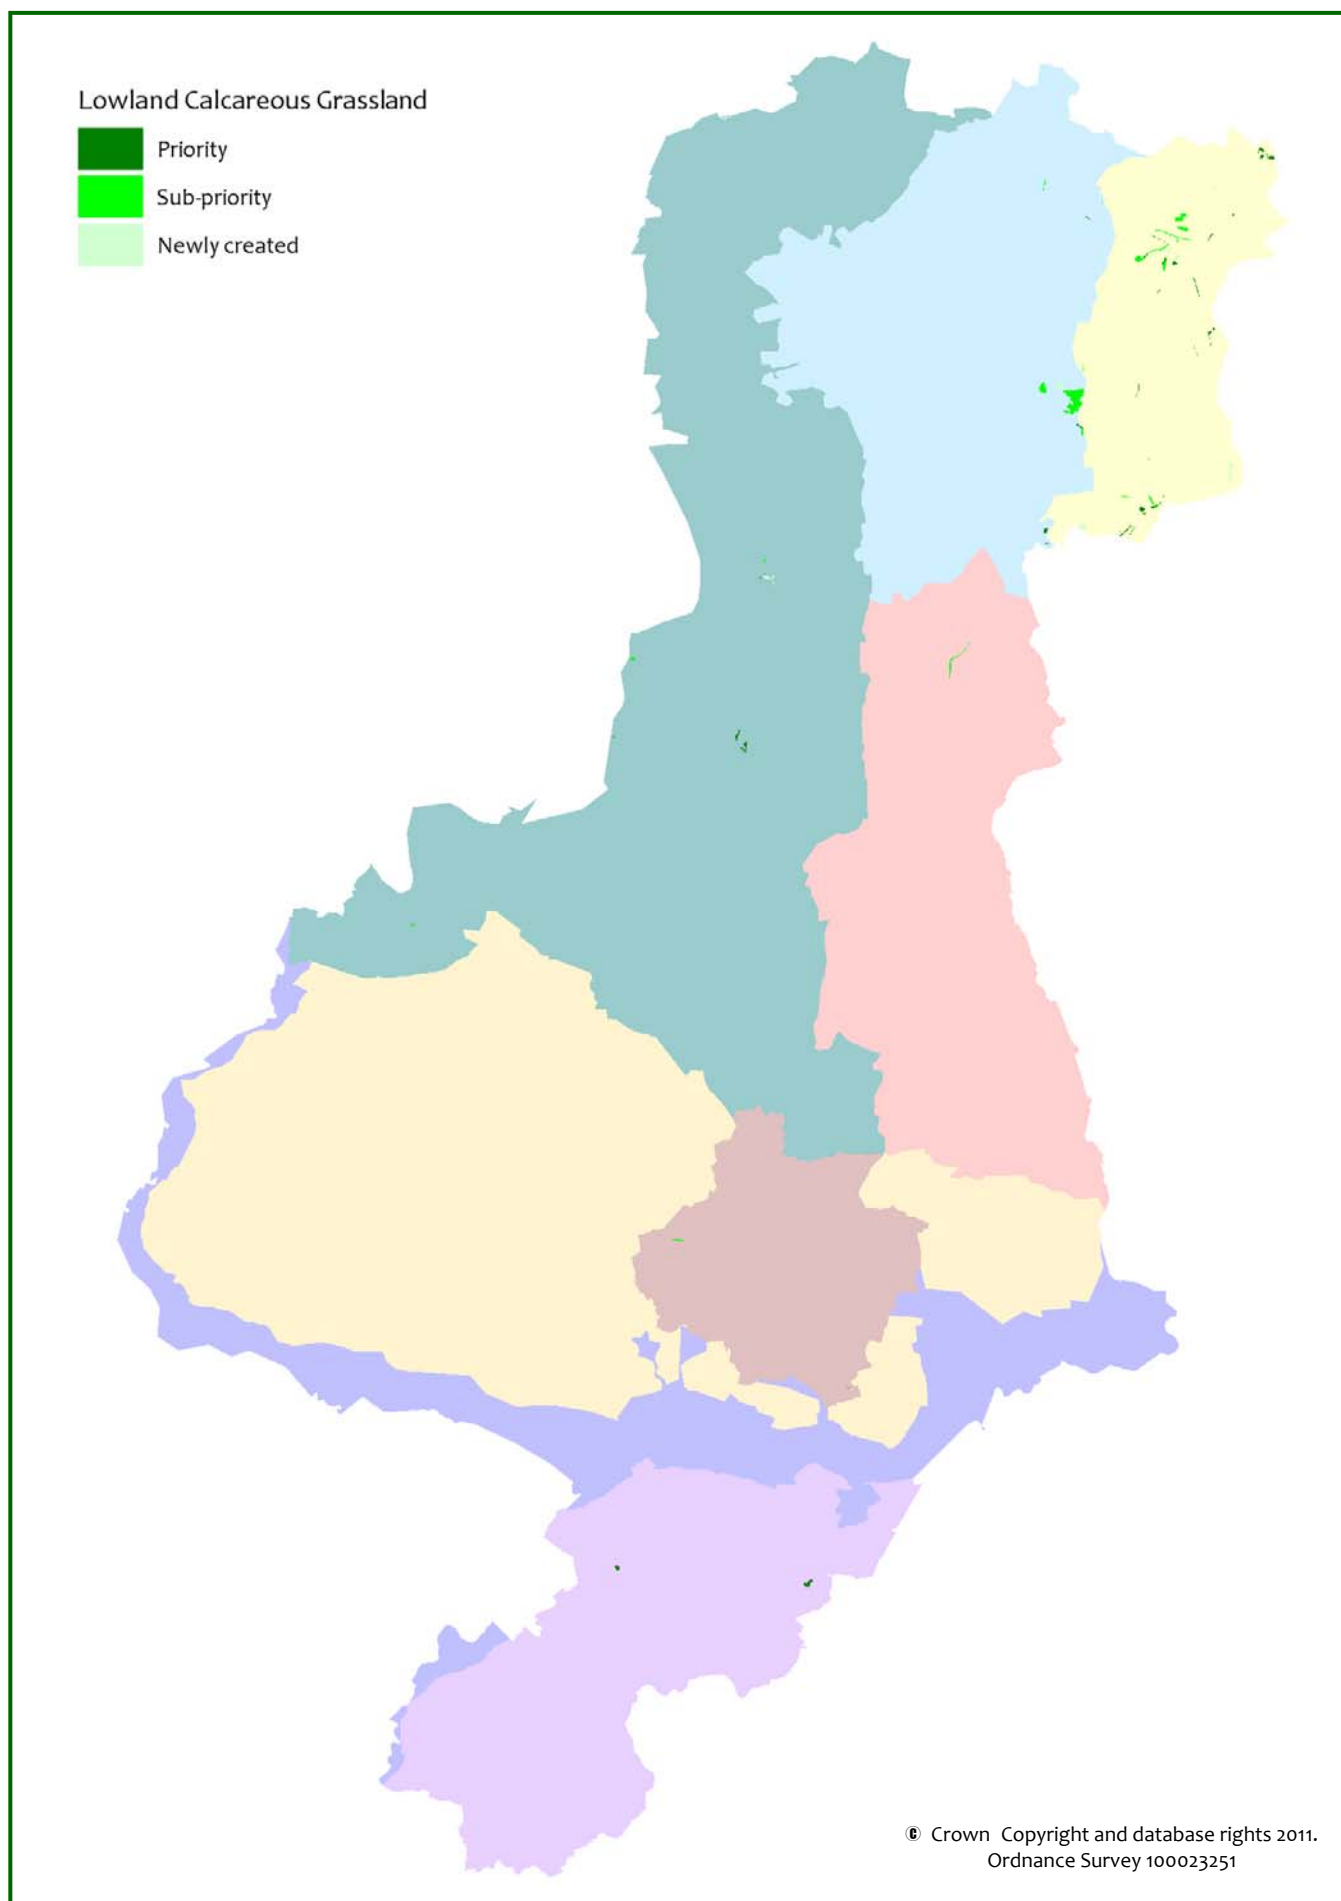 Lowland Calcareous Grassland
Priority
Sub-priority
Newly created
© Crown Copyright and database rights 2011.
Ordnance Survey 100023251